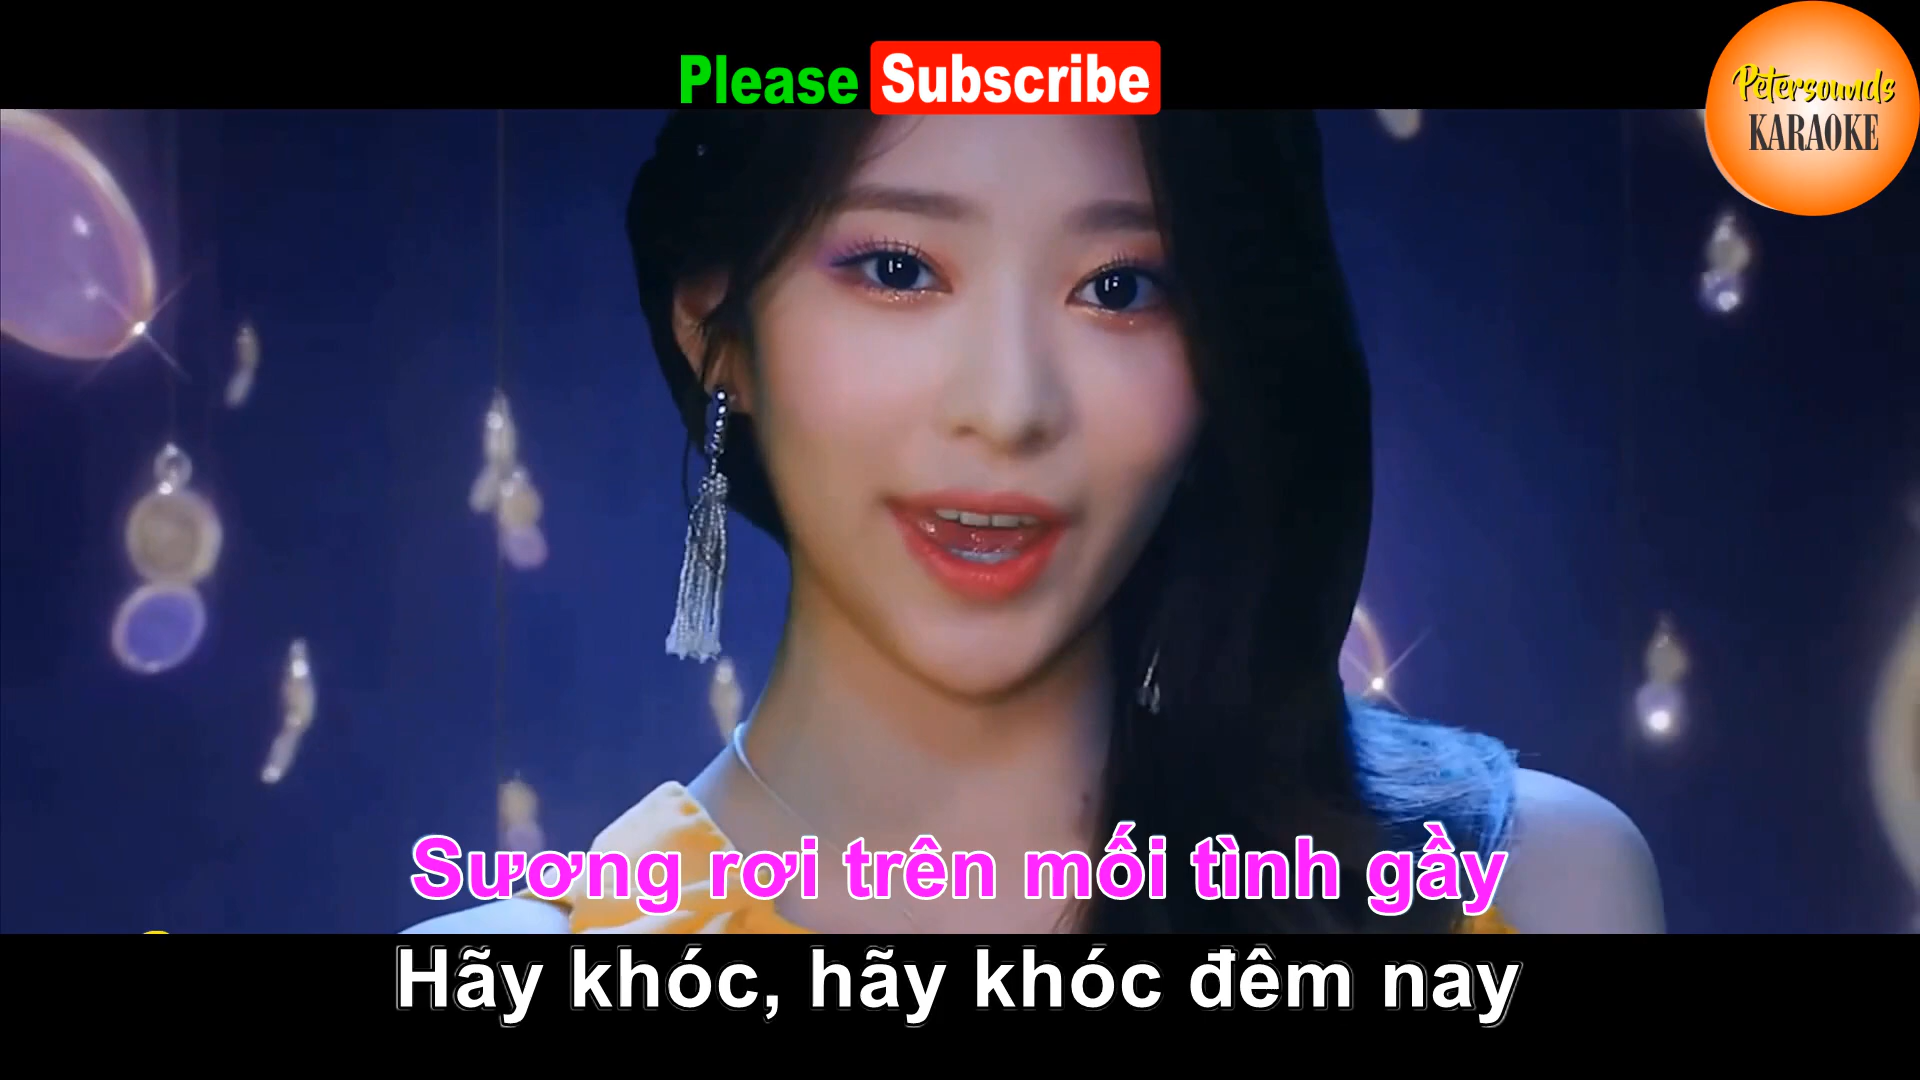 Please Subscribe
Petersounds
KARAOKE
Sương rơi trên mối tình gầy
Hãy khóc, hãy khóc đêm nay